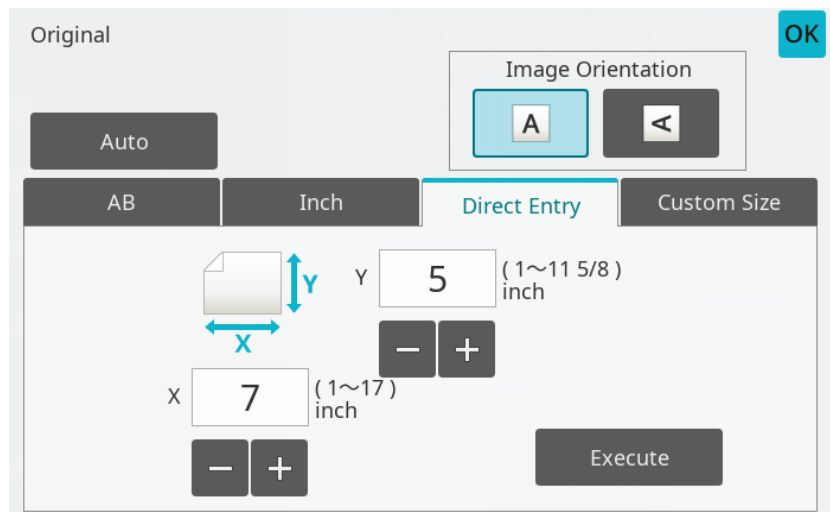 Original
OK
Image Orientation
A
A
Auto
AB
Inch
Direct Entry
Custom Size
Y
X
Y
5
( 1～11 5/8 )
inch
− +
X
7
( 1～17 )
inch
− +
Execute